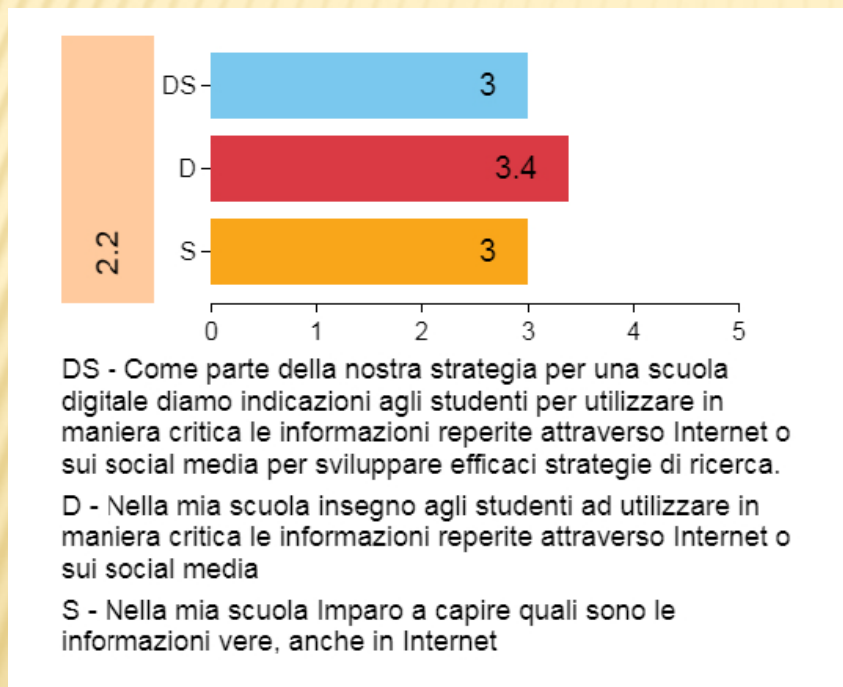 DS
3
D
3.4
S
3
2.2
0 1 2 3 4 5
DS - Come parte della nostra strategia per una scuola
digitale diamo indicazioni agli studenti per utilizzare in
maniera critica le informazioni reperite attraverso Internet o
sui social media per sviluppare efficaci strategie di ricerca.
D - Nella mia scuola insegno agli studenti ad utilizzare in
maniera critica le informazioni reperite attraverso Internet o
sui social media
S - Nella mia scuola Imparo a capire quali sono le
informazioni vere, anche in Internet